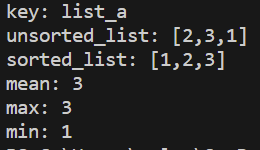 key: list_a
unsorted_list: [2,3,1]
sorted_list: [1,2,3]
mean: 3
max: 3
min: 1